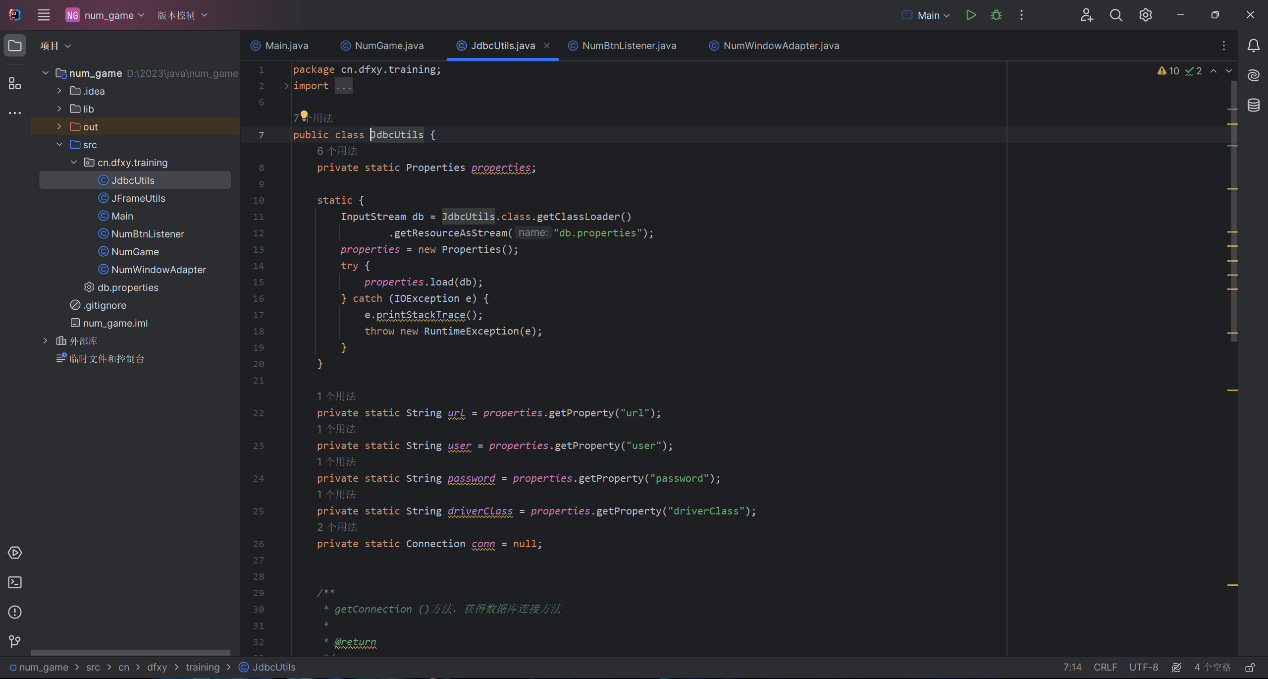 NG num_game 版本控制 Main
项目
Main.java NumGame.java JdbcUtils.java NumBtnListener.java NumWindowAdapter.java
num_game D:\2023\java\num_game
.idea
lib
out
src
cn.dfxy.training
JdbcUtils
JFrameUtils
Main
NumBtnListener
NumGame
NumWindowAdapter
db.properties
.gitignore
num_game.iml
外部库
临时文件和控制台
10 2
1 package cn.dfxy.training;
2 import ...
6
7 个用法
7 public class JdbcUtils {
6 个用法
8 private static Properties properties;
9
10 static {
11 InputStream db = JdbcUtils.class.getClassLoader()
12 .getResourceAsStream( name: "db.properties");
13 properties = new Properties();
14 try {
15 properties.load(db);
16 } catch (IOException e) {
17 e.printStackTrace();
18 throw new RuntimeException(e);
19 }
20 }
21
1 个用法
22 private static String url = properties.getProperty("url");
1 个用法
23 private static String user = properties.getProperty("user");
1 个用法
24 private static String password = properties.getProperty("password");
1 个用法
25 private static String driverClass = properties.getProperty("driverClass");
2 个用法
26 private static Connection conn = null;
27
28
29 /**
30 * getConnection ()方法，获得数据库连接方法
31 *
32 * @return
num_game > src > cn > dfxy > training > JdbcUtils 7:14 CRLF UTF-8 4 个空格